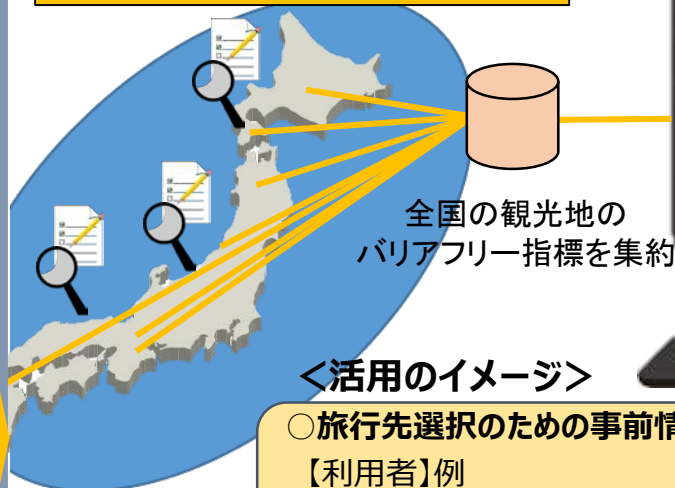 全国の観光地の
バリアフリー指標を集約
＜活用のイメージ＞
○旅行先選択のための事前情
【利用者】例